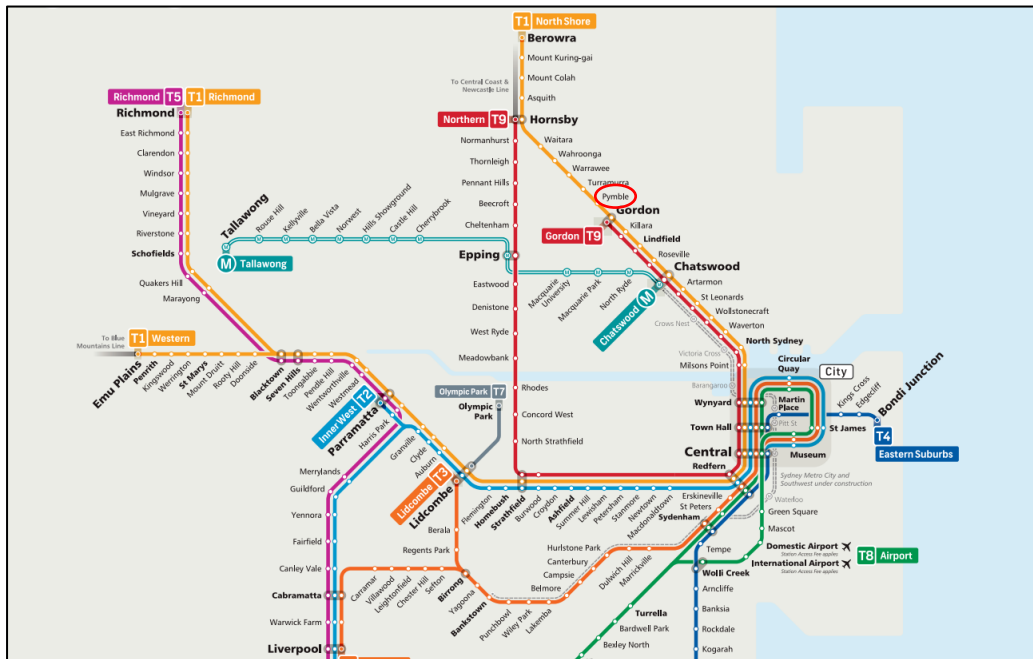 T1 North Shore
Berowra
Mount Kuring-gai
Mount Colah
Asquith
To Central Coast &
Newcastle Line
Northern T9
Hornsby
Normanhurst
Thornleigh
Pennant Hills
Beecroft
Cheltenham
Epping
Eastwood
Denistone
West Ryde
Meadowbank
Rhodes
Concord West
North Strathfield
Waitara
Wahroonga
Warrawee
Turramurra
Pymble
Gordon
Gordon T9
Killara
Lindfield
Roseville
Chatswood
Artarmon
St Leonards
Wollstonecraft
Waverton
North Sydney
Milsons Point
Crows Nest
Victoria Cross
Barangaroo
Richmond T5
T1 Richmond
Richmond
East Richmond
Clarendon
Windsor
Mulgrave
Vineyard
Riverstone
Schofields
Quakers Hill
Marayong
Tallawong
M Tallawong
Rouse Hill
Kellyville
Bella Vista
Norwest
Hills Showground
Castle Hill
Cherrybrook
Macquarie
University
Macquarie Park
North Ryde
Chatswood M
To Blue
Mountains Line
T1 Western
Emu Plains
Penrith
Kingswood
Werrington
St Marys
Mount Druitt
Rooty Hill
Doonside
Blacktown
Seven Hills
Toongabbie
Pendle Hill
Wentworthville
Westmead
Inner West T2
Parramatta
Harris Park
Granville
Clyde
Auburn
Lidcombe T3
Lidcombe
Olympic Park T7
Olympic
Park
Flemington
Homebush
Strathfield
Burwood
Croydon
Ashfield
Summer Hill
Lewisham
Petersham
Stanmore
Newtown
Macdonaldtown
Redfern
Central
Town Hall
Wynyard
Circular
Quay
City
Martin
Place
Pitt St
St James
Museum
Kings Cross
Edgecliff
Bondi Junction
T4
Eastern Suburbs
Sydney Metro City and
Southwest under construction
Waterloo
Green Square
Mascot
Domestic Airport
Station Access fee applies
International Airport
Station Access fee applies
T8 Airport
Erskineville
St Peters
Sydenham
Tempe
Wolli Creek
Arncliffe
Banksia
Rockdale
Kogarah
Turrella
Bardwell Park
Bexley North
Merrylands
Guildford
Yennora
Fairfield
Canley Vale
Cabramatta
Warwick Farm
Liverpool
Carramar
Villawood
Leightonfield
Chester Hill
Sefton
Berala
Regents Park
Birrong
Yagoona
Bankstown
Punchbowl
Wiley Park
Lakemba
Belmore
Campsie
Canterbury
Hurlstone Park
Dulwich Hill
Marrickville